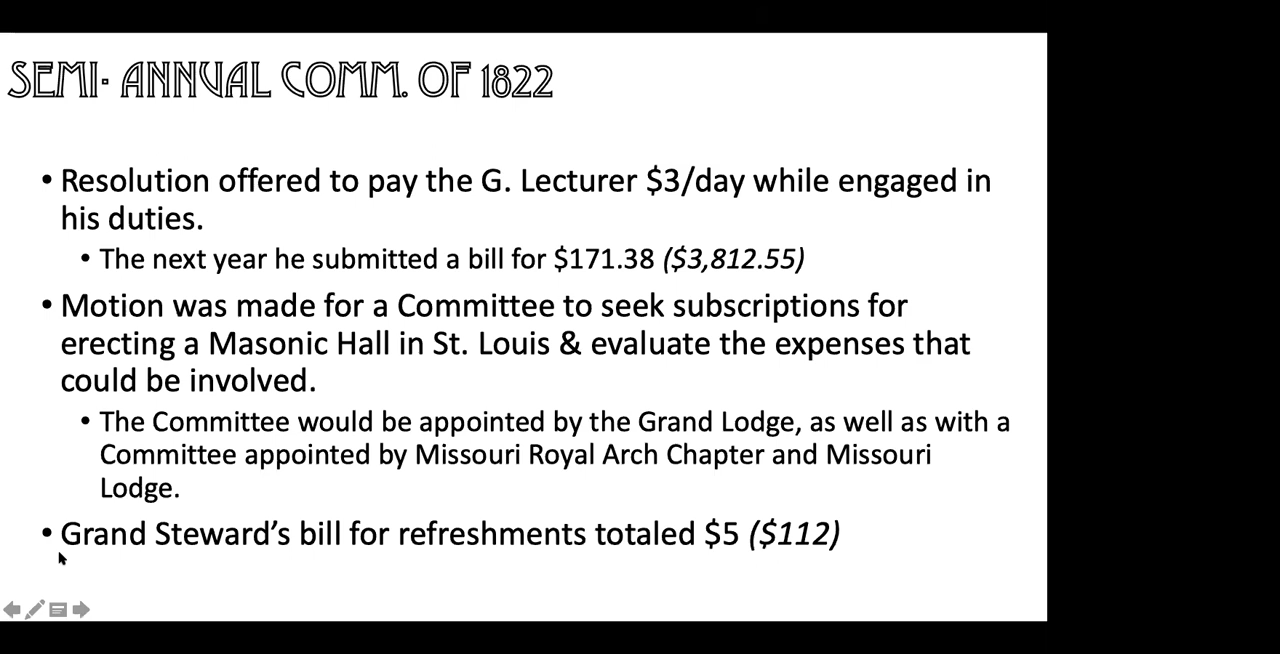 SEMI- ANNUAL COMM. OF 1822
• Resolution offered to pay the G. Lecturer $3/day while engaged in
his duties.
• The next year he submitted a bill for $171.38 ($3,812.55)
• Motion was made for a Committee to seek subscriptions for
erecting a Masonic Hall in St. Louis & evaluate the expenses that
could be involved.
• The Committee would be appointed by the Grand Lodge, as well as with a
Committee appointed by Missouri Royal Arch Chapter and Missouri
Lodge.
• Grand Steward’s bill for refreshments totaled $5 ($112)